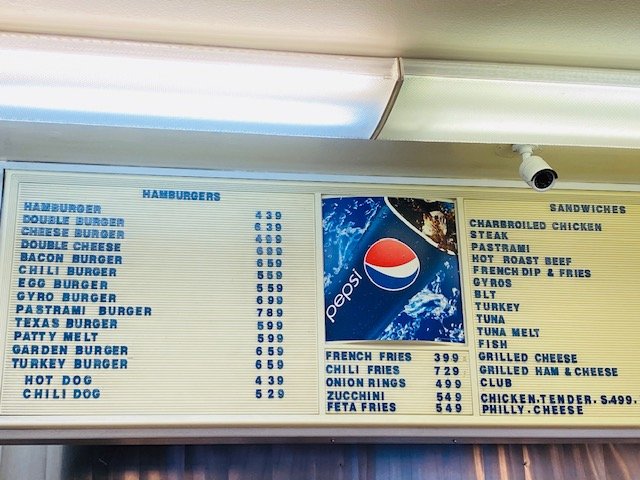 HAMBURGERS
HAMBURGER 439
DOUBLE BURGER 639
CHEESE BURGER 499
DOUBLE CHEESE 699
BACON BURGER 659
CHILI BURGER 559
EGG BURGER 559
GYRO BURGER 699
PASTRAMI BURGER 789
TEXAS BURGER 599
PATTY MELT 599
GARDEN BURGER 659
TURKEY BURGER 659
HOT DOG 439
CHILI DOG 529
pepsi
FRENCH FRIES 399
CHILI FRIES 729
ONION RINGS 499
ZUCCHINI 549
FETA FRIES 549
SANDWICHES
CHARBROILED CHICKEN
STEAK
PASTRAMI
HOT ROAST BEEF
FRENCH DIP & FRIES
GYROS
BLT
TURKEY
TUNA
TUNA MELT
FISH
GRILLED CHEESE
GRILLED HAM & CHEESE
CLUB
CHICKEN.TENDER.5.499.
PHILLY.CHEESE